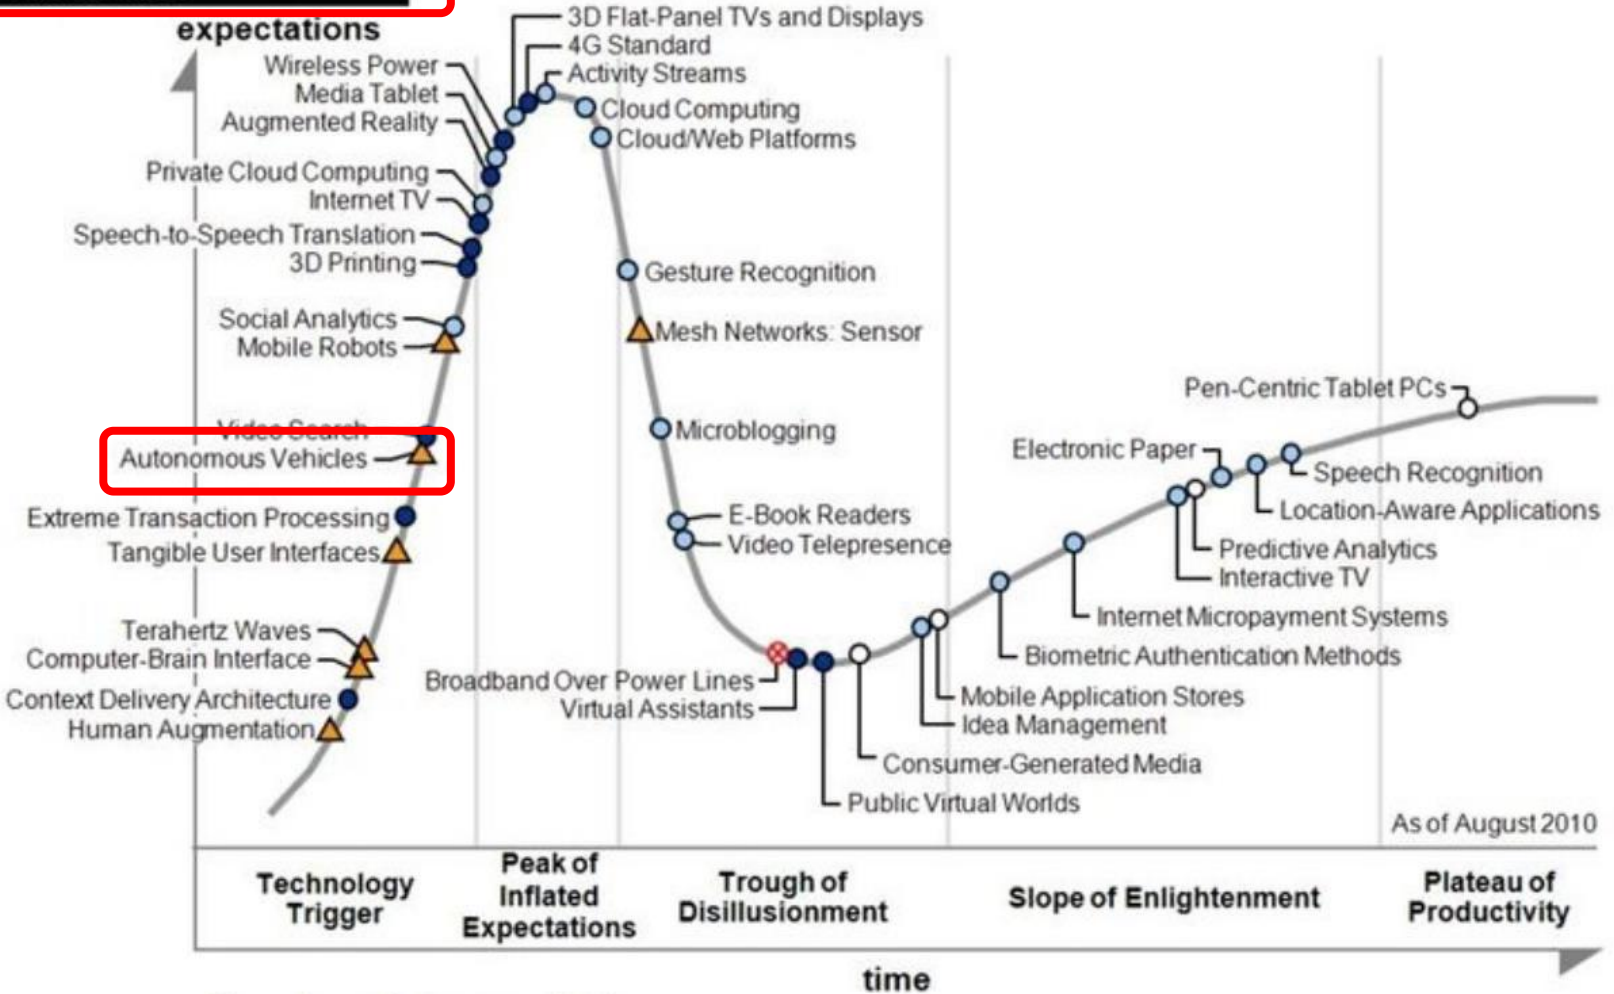 expectations
3D Flat-Panel TVs and Displays
4G Standard
Activity Streams
Wireless Power
Media Tablet
Augmented Reality
Cloud Computing
Cloud/Web Platforms
Private Cloud Computing
Internet TV
Speech-to-Speech Translation
3D Printing
Gesture Recognition
Social Analytics
Mobile Robots
Mesh Networks: Sensor
Video Search
Autonomous Vehicles
Microblogging
Extreme Transaction Processing
Tangible User Interfaces
E-Book Readers
Video Telepresence
Terahertz Waves
Computer-Brain Interface
Context Delivery Architecture
Human Augmentation
Broadband Over Power Lines
Virtual Assistants
Public Virtual Worlds
Consumer-Generated Media
Idea Management
Mobile Application Stores
Biometric Authentication Methods
Internet Micropayment Systems
Interactive TV
Predictive Analytics
Electronic Paper
Location-Aware Applications
Speech Recognition
Pen-Centric Tablet PCs
As of August 2010
Technology
Trigger
Peak of
Inflated
Expectations
Trough of
Disillusionment
Slope of Enlightenment
Plateau of
Productivity
time